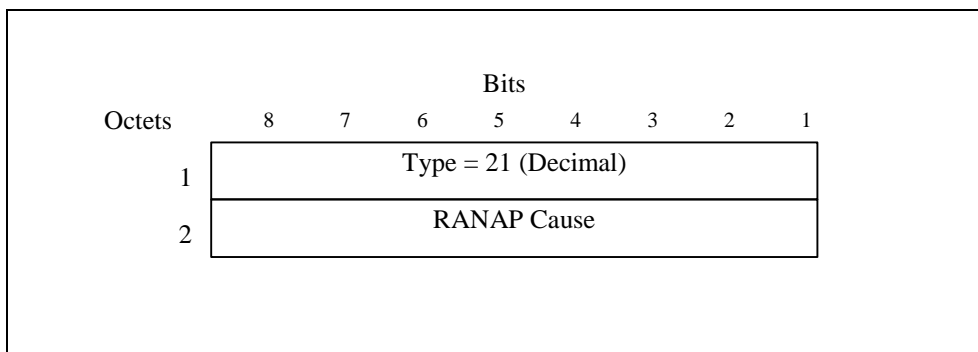 Bits
Octets 8 7 6 5 4 3 2 1
1 Type = 21 (Decimal)
2 RANAP Cause